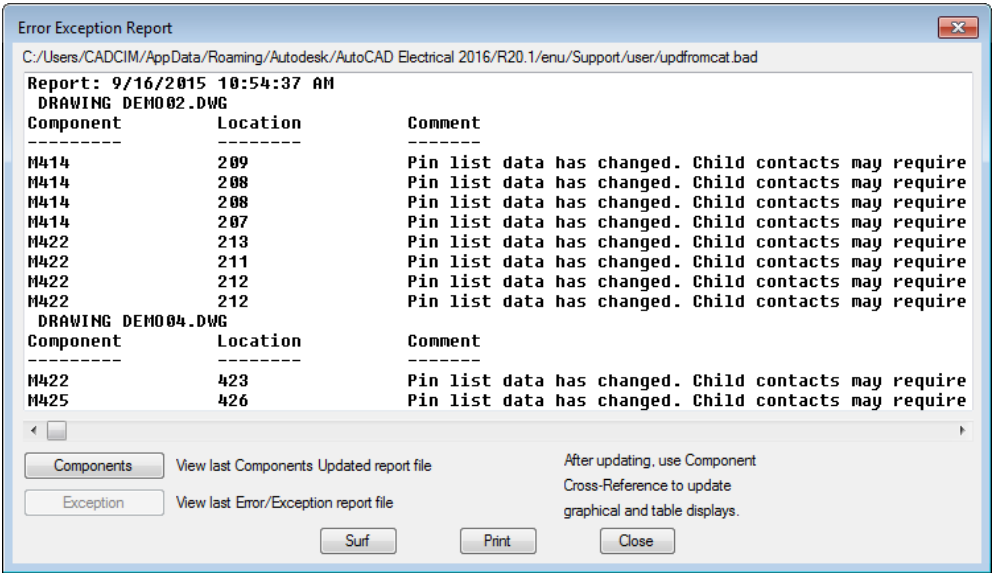 Error Exception Report
C:/Users/CADCIM/AppData/Roaming/Autodesk/AutoCAD Electrical 2016/R20.1/enu/Support/user/updfromcat.bad
Report: 9/16/2015 10:54:37 AM
DRAWING DEMO02.DWG
Component Location Comment
--------- -------- -------
M414 209 Pin list data has changed. Child contacts may require
M414 208 Pin list data has changed. Child contacts may require
M414 208 Pin list data has changed. Child contacts may require
M414 207 Pin list data has changed. Child contacts may require
M422 213 Pin list data has changed. Child contacts may require
M422 211 Pin list data has changed. Child contacts may require
M422 212 Pin list data has changed. Child contacts may require
M422 212 Pin list data has changed. Child contacts may require
DRAWING DEMO04.DWG
Component Location Comment
--------- -------- -------
M422 423 Pin list data has changed. Child contacts may require
M425 426 Pin list data has changed. Child contacts may require
Components View last Components Updated report file
Exception View last Error/Exception report file
After updating, use Component
Cross-Reference to update
graphical and table displays.
Surf Print Close